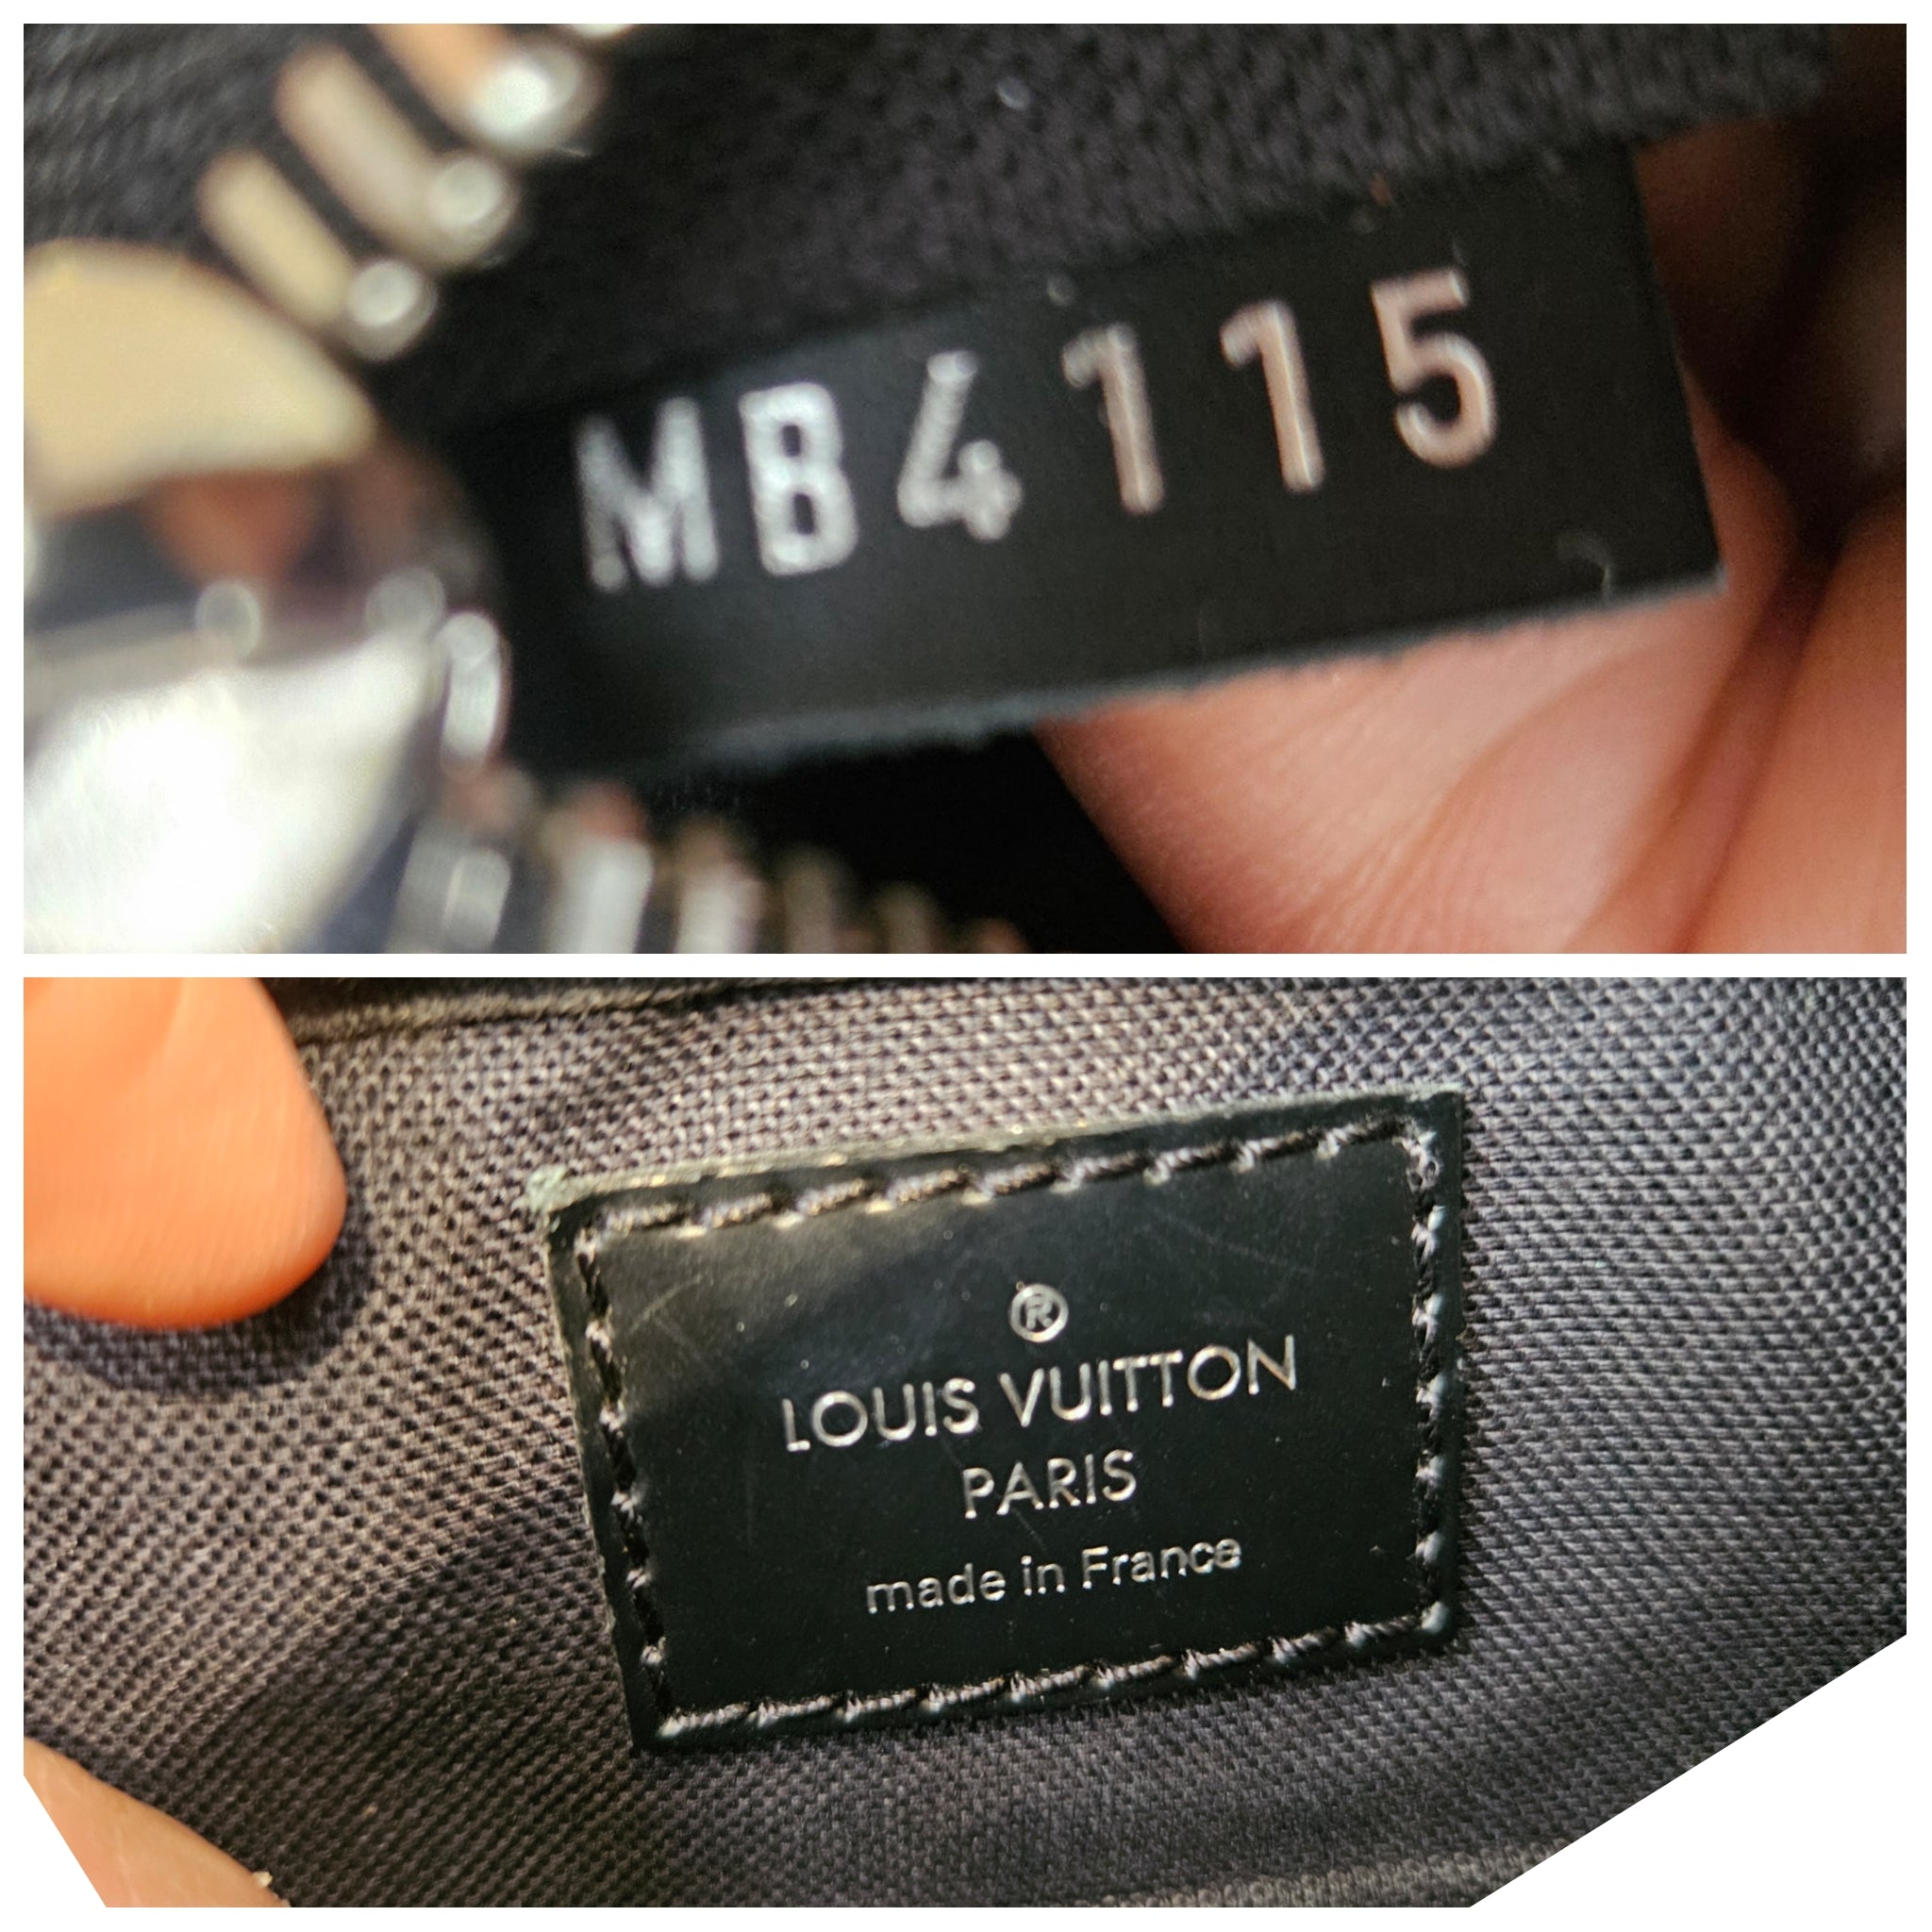 MB4115
®
LOUIS VUITTON
PARIS
made in France